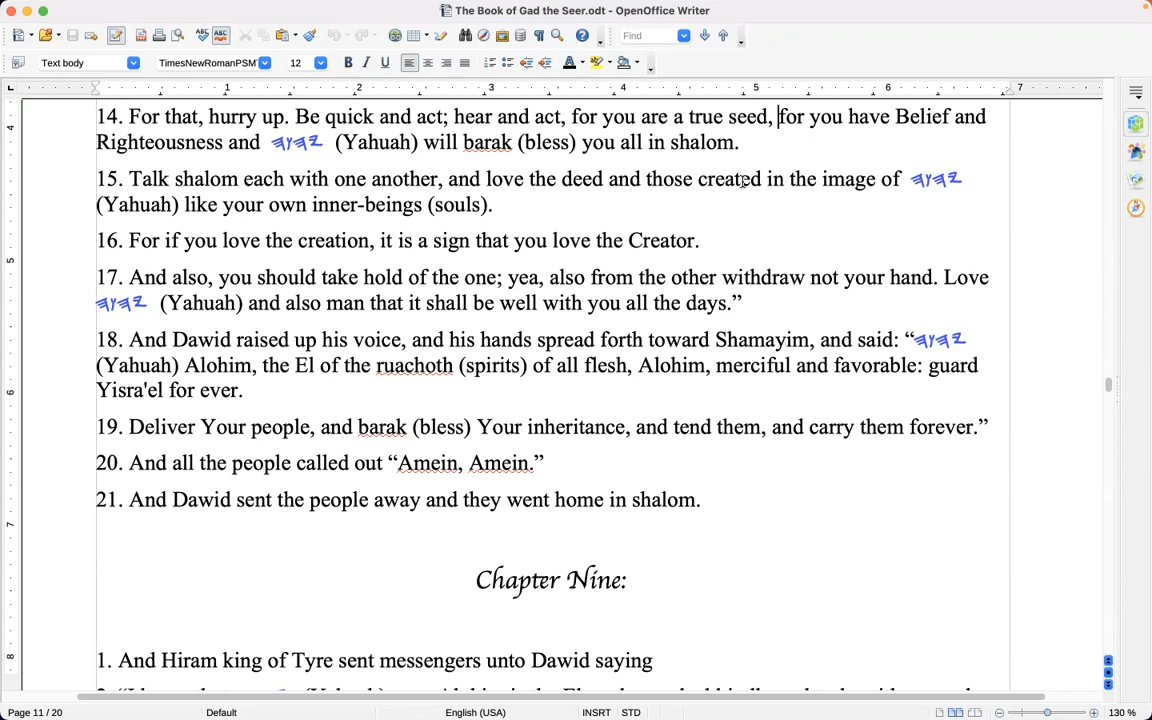 The Book of Gad the Seer.odt - OpenOffice Writer
Find
Text body
TimesNewRomanPSMT
12
B I U
1 2 3 4 5 6 7
14. For that, hurry up. Be quick and act; hear and act, for you are a true seed, for you have Belief and
Righteousness and 𐤉𐤄𐤅𐤄 (Yahuah) will barak (bless) you all in shalom.
15. Talk shalom each with one another, and love the deed and those created in the image of 𐤉𐤄𐤅𐤄
(Yahuah) like your own inner-beings (souls).
16. For if you love the creation, it is a sign that you love the Creator.
17. And also, you should take hold of the one; yea, also from the other withdraw not your hand. Love
𐤉𐤄𐤅𐤄 (Yahuah) and also man that it shall be well with you all the days.”
18. And Dawid raised up his voice, and his hands spread forth toward Shamayim, and said: “𐤉𐤄𐤅𐤄
(Yahuah) Alohim, the El of the ruachoth (spirits) of all flesh, Alohim, merciful and favorable: guard
Yisra'el for ever.
19. Deliver Your people, and barak (bless) Your inheritance, and tend them, and carry them forever.”
20. And all the people called out “Amein, Amein.”
21. And Dawid sent the people away and they went home in shalom.
Chapter Nine:
1. And Hiram king of Tyre sent messengers unto Dawid saying
Page 11 / 20
Default
English (USA)
INSRT
STD
130 %